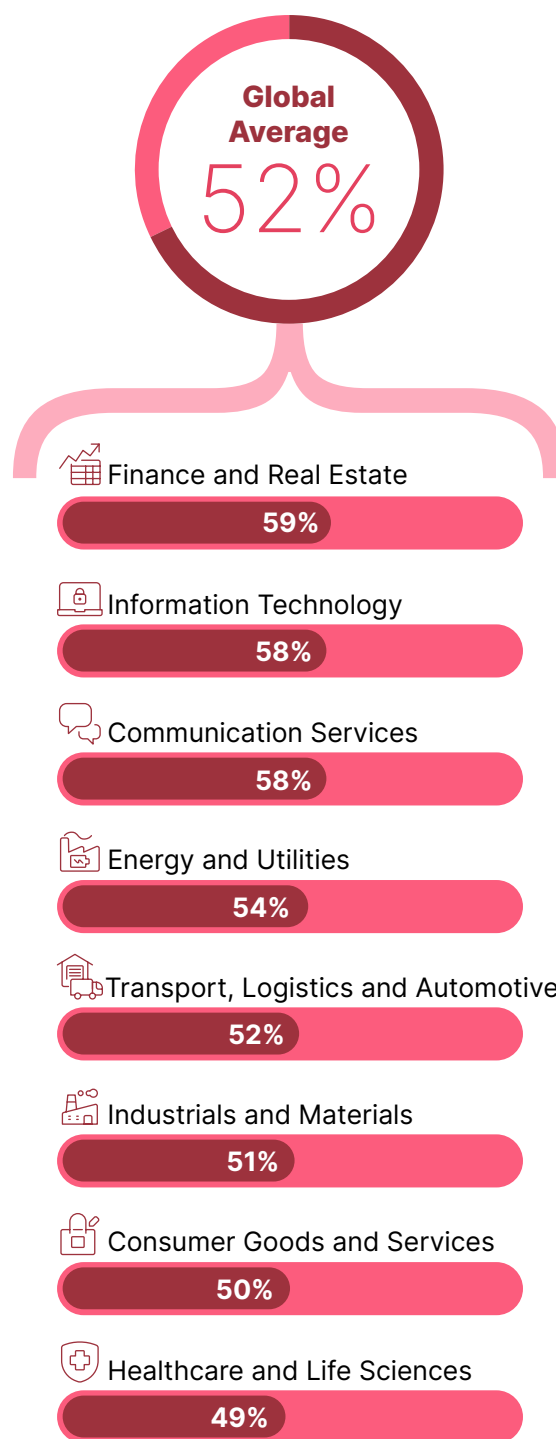 Global
Average
52%
Finance and Real Estate
59%
Information Technology
58%
Communication Services
58%
Energy and Utilities
54%
Transport, Logistics and Automotive
52%
Industrials and Materials
51%
Consumer Goods and Services
50%
Healthcare and Life Sciences
49%